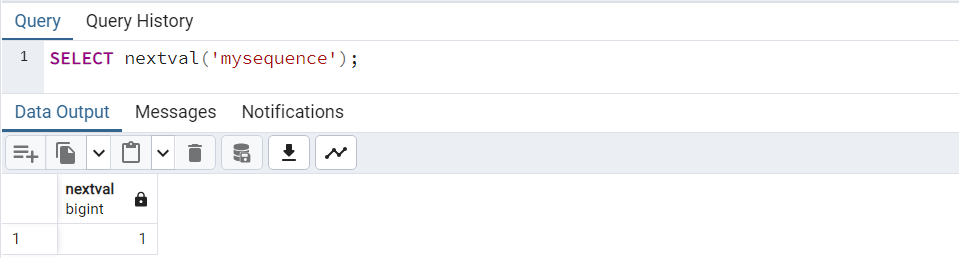 Query Query History
1 SELECT nextval('mysequence');
Data Output Messages Notifications
nextval
bigint
1 1